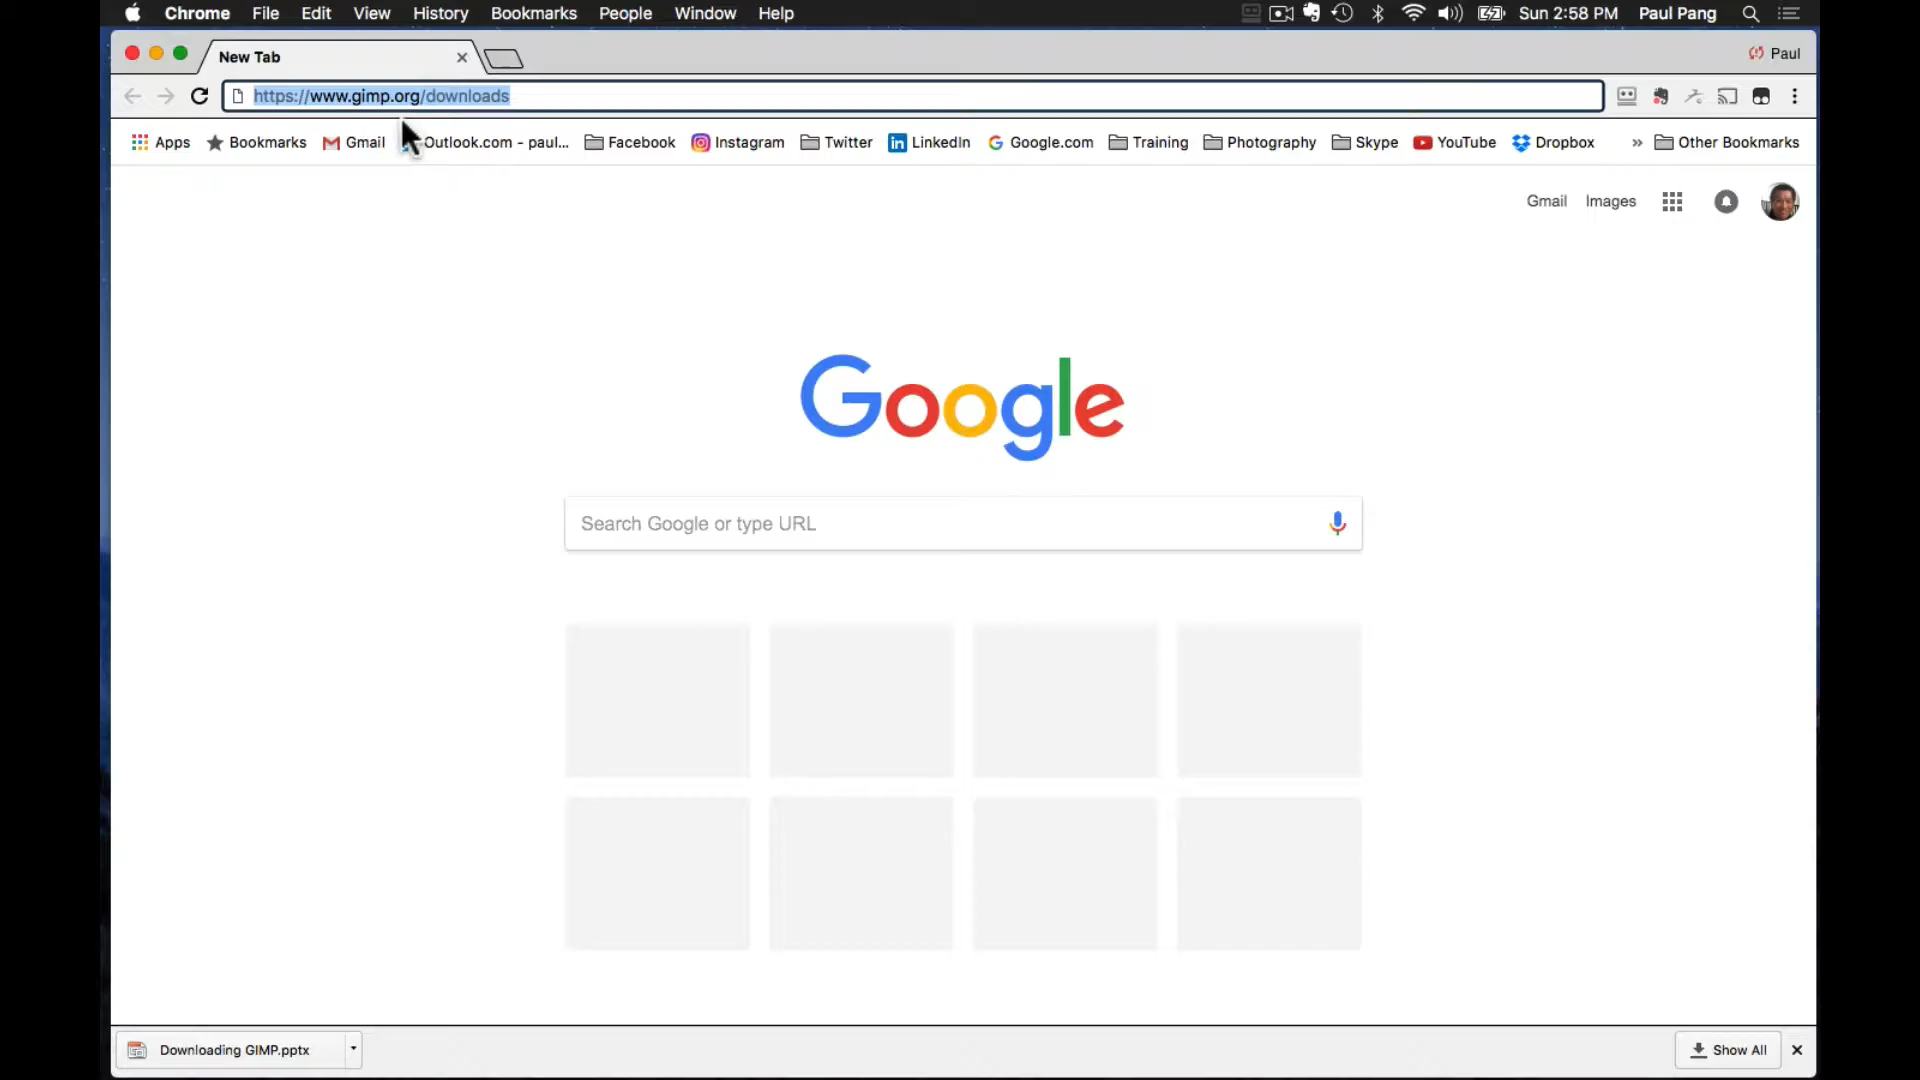 Chrome File Edit View History Bookmarks People Window Help Sun 2:58 PM Paul Pang
New Tab Paul
https://www.gimp.org/downloads
Apps Bookmarks Gmail Outlook.com - paul... Facebook Instagram Twitter LinkedIn Google.com Training Photography Skype YouTube Dropbox » Other Bookmarks
Gmail Images
Google
Search Google or type URL
Downloading GIMP.pptx Show All